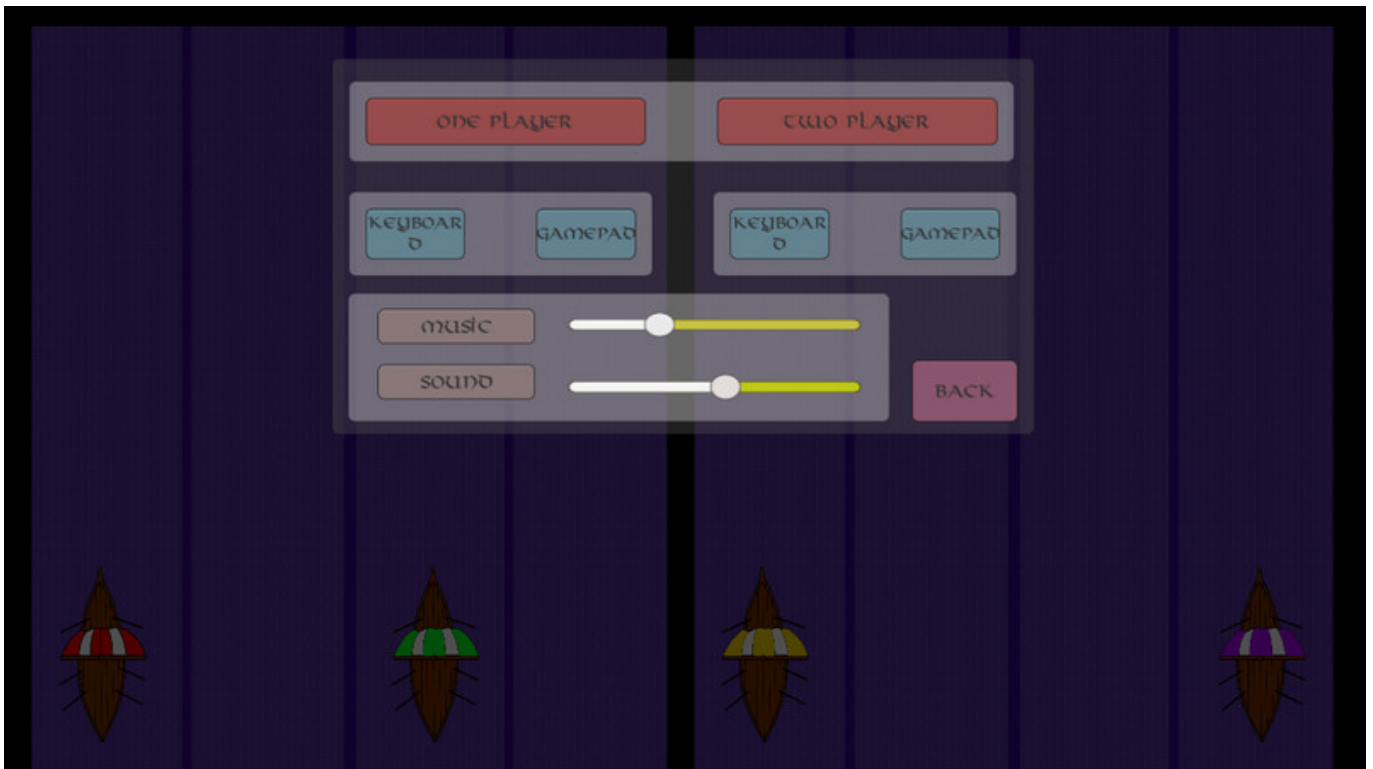 ONE PLAYER
TWO PLAYER
KEYBOAR
D
GAMEPAD
KEYBOAR
D
GAMEPAD
MUSIC
SOUND
BACK